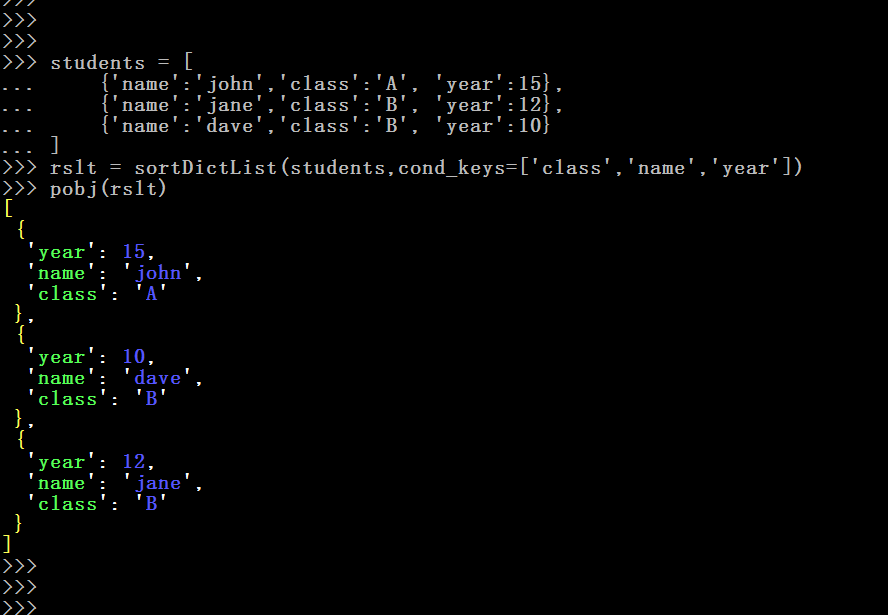 >>>
>>>
>>>
>>> students = [
...     {'name':'john','class':'A', 'year':15},
...     {'name':'jane','class':'B', 'year':12},
...     {'name':'dave','class':'B', 'year':10}
... ]
>>> rslt = sortDictList(students,cond_keys=['class','name','year'])
>>> pobj(rslt)
[
 {
  'year': 15,
  'name': 'john',
  'class': 'A'
 },
 {
  'year': 10,
  'name': 'dave',
  'class': 'B'
 },
 {
  'year': 12,
  'name': 'jane',
  'class': 'B'
 }
]
>>>
>>>
>>>